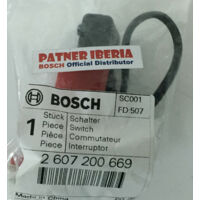 PATNER IBERIA
BOSCH Official
Distributor
BOSCH
SC001
FD 507
1
Stück
Schalter
Piece
Switch
Pièce
Commutateur
Pieza
Interruptor
2 607 200 669
Made in China